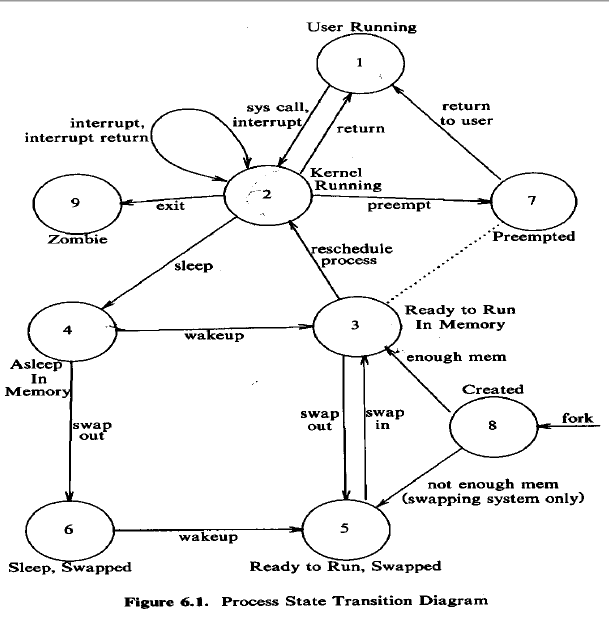 User Running
1
sys call,
interrupt
return
return
to user
interrupt,
interrupt return
Kernel
Running
2
9
exit
Zombie
preempt
7
Preempted
sleep
reschedule
process
4
wakeup
3
Ready to Run
In Memory
Asleep
In
Memory
enough mem
Created
8
fork
swap
out
swap
out
swap
in
not enough mem
(swapping system only)
6
wakeup
5
Sleep, Swapped
Ready to Run, Swapped
Figure 6.1. Process State Transition Diagram